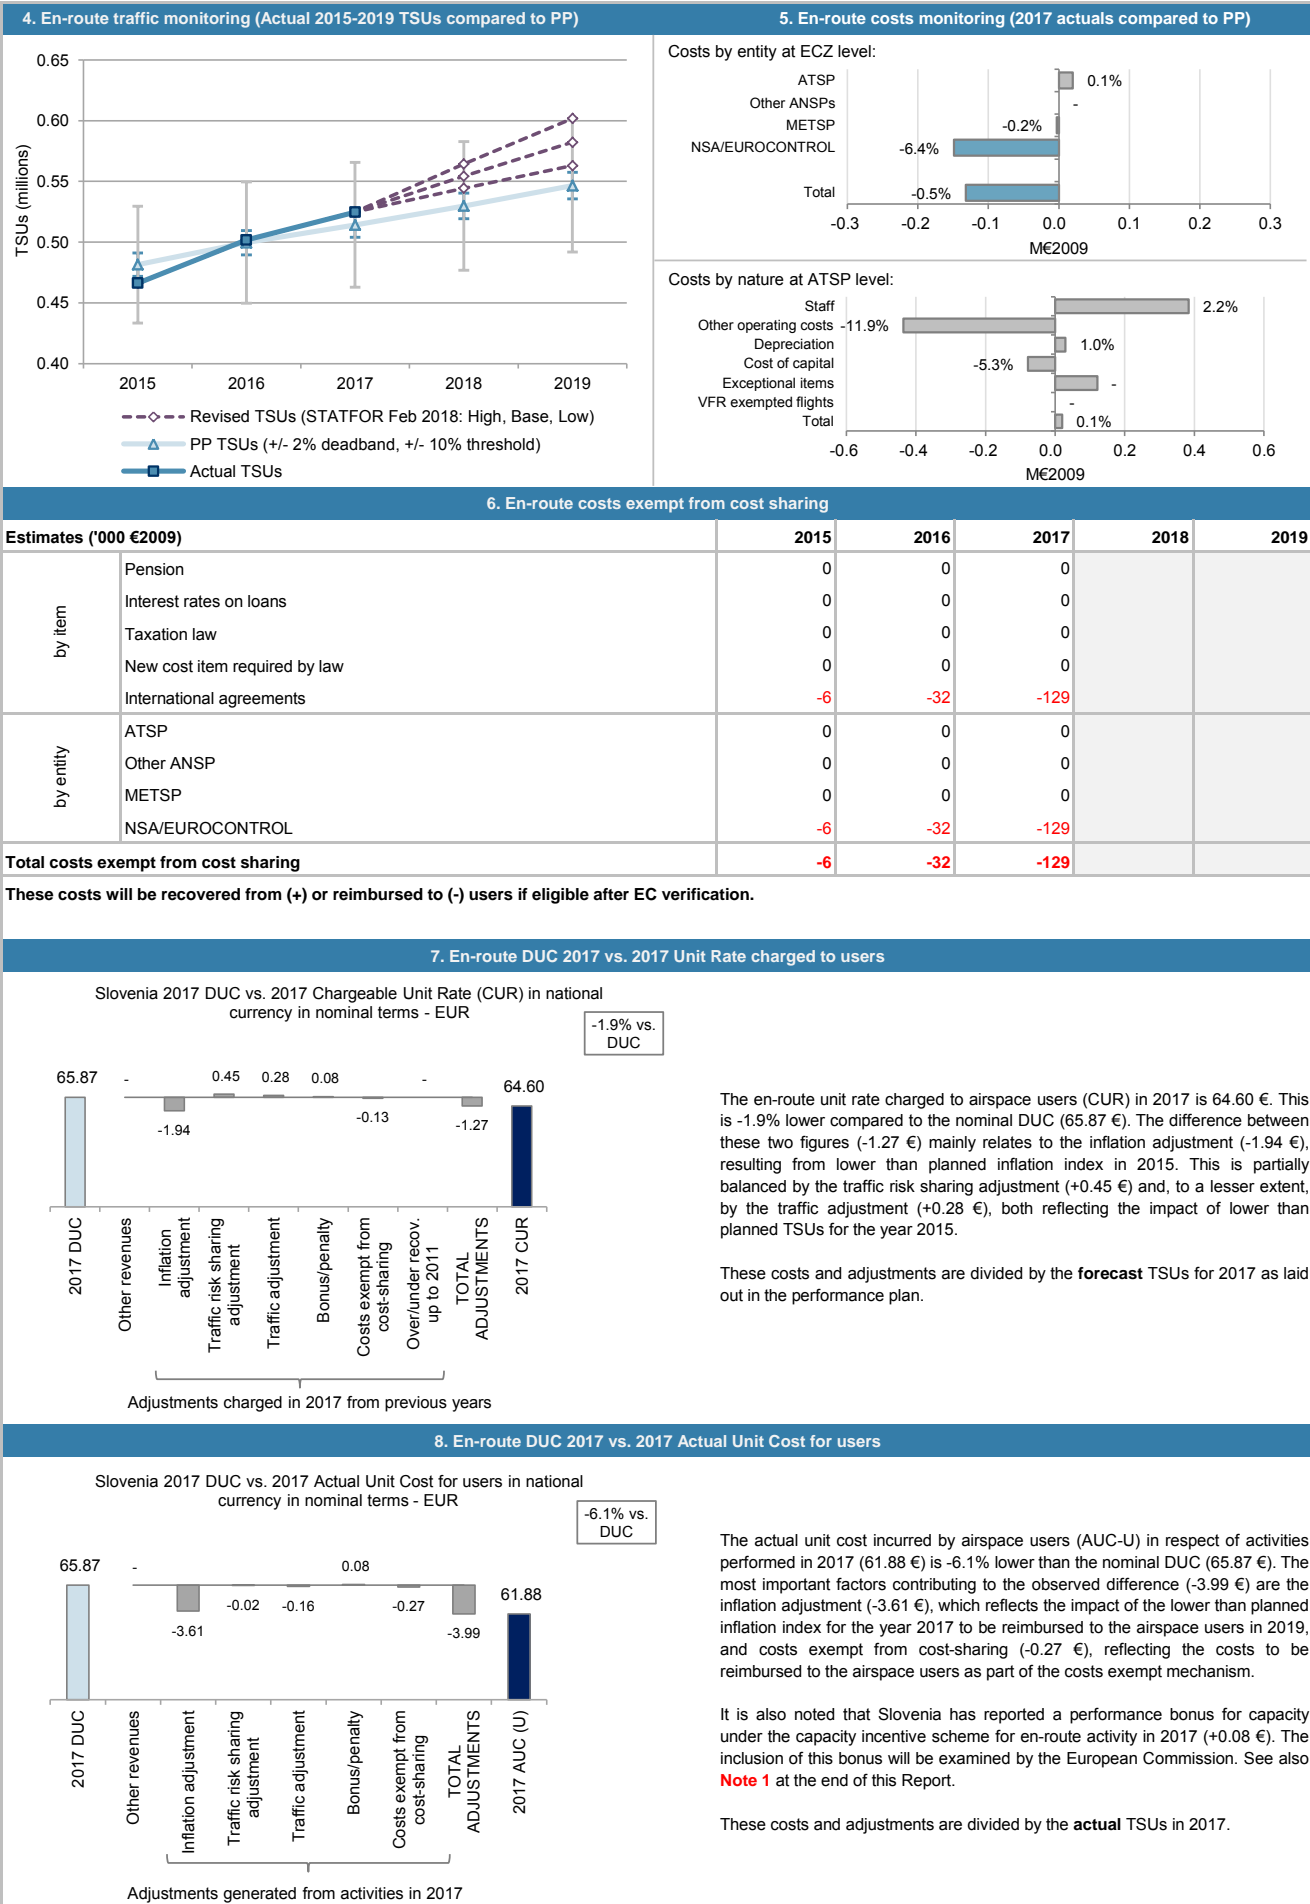 4. En-route traffic monitoring (Actual 2015-2019 TSUs compared to PP)
0.65
0.60
0.55
0.50
0.45
0.40
TSUs (millions)
2015 2016 2017 2018 2019
Revised TSUs (STATFOR Feb 2018: High, Base, Low)
PP TSUs (+/- 2% deadband, +/- 10% threshold)
Actual TSUs
5. En-route costs monitoring (2017 actuals compared to PP)
Costs by entity at ECZ level:
ATSP 0.1%
Other ANSPs -
METSP -0.2%
NSA/EUROCONTROL -6.4%
Total -0.5%
-0.3 -0.2 -0.1 0.0 0.1 0.2 0.3
M€2009
Costs by nature at ATSP level:
Staff 2.2%
Other operating costs -11.9%
Depreciation 1.0%
Cost of capital -5.3%
Exceptional items -
VFR exempted flights -
Total 0.1%
-0.6 -0.4 -0.2 0.0 0.2 0.4 0.6
M€2009
6. En-route costs exempt from cost sharing
Estimates ('000 €2009) 2015 2016 2017 2018 2019
by item
Pension 0 0 0
Interest rates on loans 0 0 0
Taxation law 0 0 0
New cost item required by law 0 0 0
International agreements -6 -32 -129
by entity
ATSP 0 0 0
Other ANSP 0 0 0
METSP 0 0 0
NSA/EUROCONTROL -6 -32 -129
Total costs exempt from cost sharing -6 -32 -129
These costs will be recovered from (+) or reimbursed to (-) users if eligible after EC verification.
7. En-route DUC 2017 vs. 2017 Unit Rate charged to users
Slovenia 2017 DUC vs. 2017 Chargeable Unit Rate (CUR) in national
currency in nominal terms - EUR
-1.9% vs.
DUC
65.87 - -1.94 0.45 0.28 0.08 -0.13 - -1.27 64.60
2017 DUC
Other revenues
Inflation
adjustment
Traffic risk sharing
adjustment
Traffic adjustment
Bonus/penalty
Costs exempt from
cost-sharing
Over/under recov.
up to 2011
TOTAL
ADJUSTMENTS
2017 CUR
Adjustments charged in 2017 from previous years
The en-route unit rate charged to airspace users (CUR) in 2017 is 64.60 €. This
is -1.9% lower compared to the nominal DUC (65.87 €). The difference between
these two figures (-1.27 €) mainly relates to the inflation adjustment (-1.94 €),
resulting from lower than planned inflation index in 2015. This is partially
balanced by the traffic risk sharing adjustment (+0.45 €) and, to a lesser extent,
by the traffic adjustment (+0.28 €), both reflecting the impact of lower than
planned TSUs for the year 2015.
These costs and adjustments are divided by the forecast TSUs for 2017 as laid
out in the performance plan.
8. En-route DUC 2017 vs. 2017 Actual Unit Cost for users
Slovenia 2017 DUC vs. 2017 Actual Unit Cost for users in national
currency in nominal terms - EUR
-6.1% vs.
DUC
65.87 - -3.61 -0.02 -0.16 0.08 -0.27 -3.99 61.88
2017 DUC
Other revenues
Inflation adjustment
Traffic risk sharing
adjustment
Traffic adjustment
Bonus/penalty
Costs exempt from
cost-sharing
TOTAL
ADJUSTMENTS
2017 AUC (U)
Adjustments generated from activities in 2017
The actual unit cost incurred by airspace users (AUC-U) in respect of activities
performed in 2017 (61.88 €) is -6.1% lower than the nominal DUC (65.87 €). The
most important factors contributing to the observed difference (-3.99 €) are the
inflation adjustment (-3.61 €), which reflects the impact of the lower than planned
inflation index for the year 2017 to be reimbursed to the airspace users in 2019,
and costs exempt from cost-sharing (-0.27 €), reflecting the costs to be
reimbursed to the airspace users as part of the costs exempt mechanism.
It is also noted that Slovenia has reported a performance bonus for capacity
under the capacity incentive scheme for en-route activity in 2017 (+0.08 €). The
inclusion of this bonus will be examined by the European Commission. See also
Note 1 at the end of this Report.
These costs and adjustments are divided by the actual TSUs in 2017.